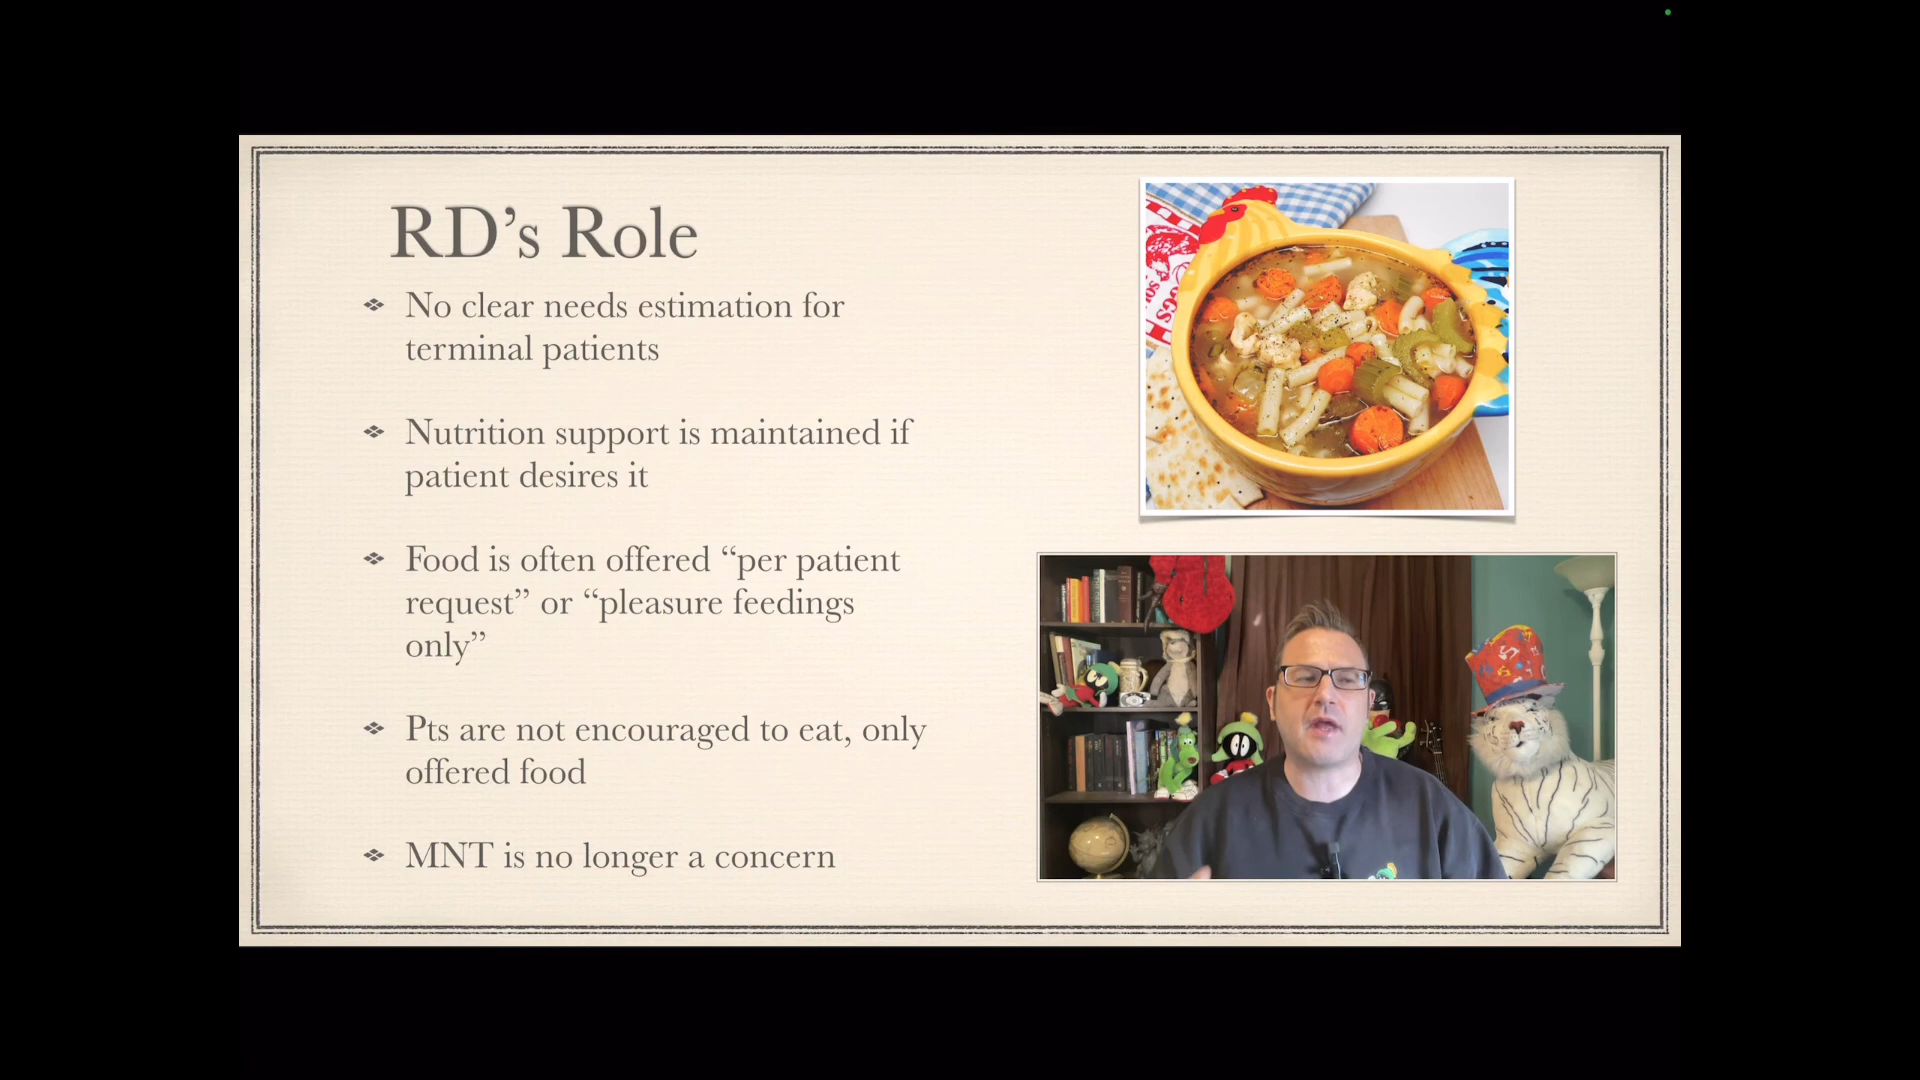 RD’s Role
No clear needs estimation for
terminal patients
Nutrition support is maintained if
patient desires it
Food is often offered “per patient
request” or “pleasure feedings
only”
Pts are not encouraged to eat, only
offered food
MNT is no longer a concern